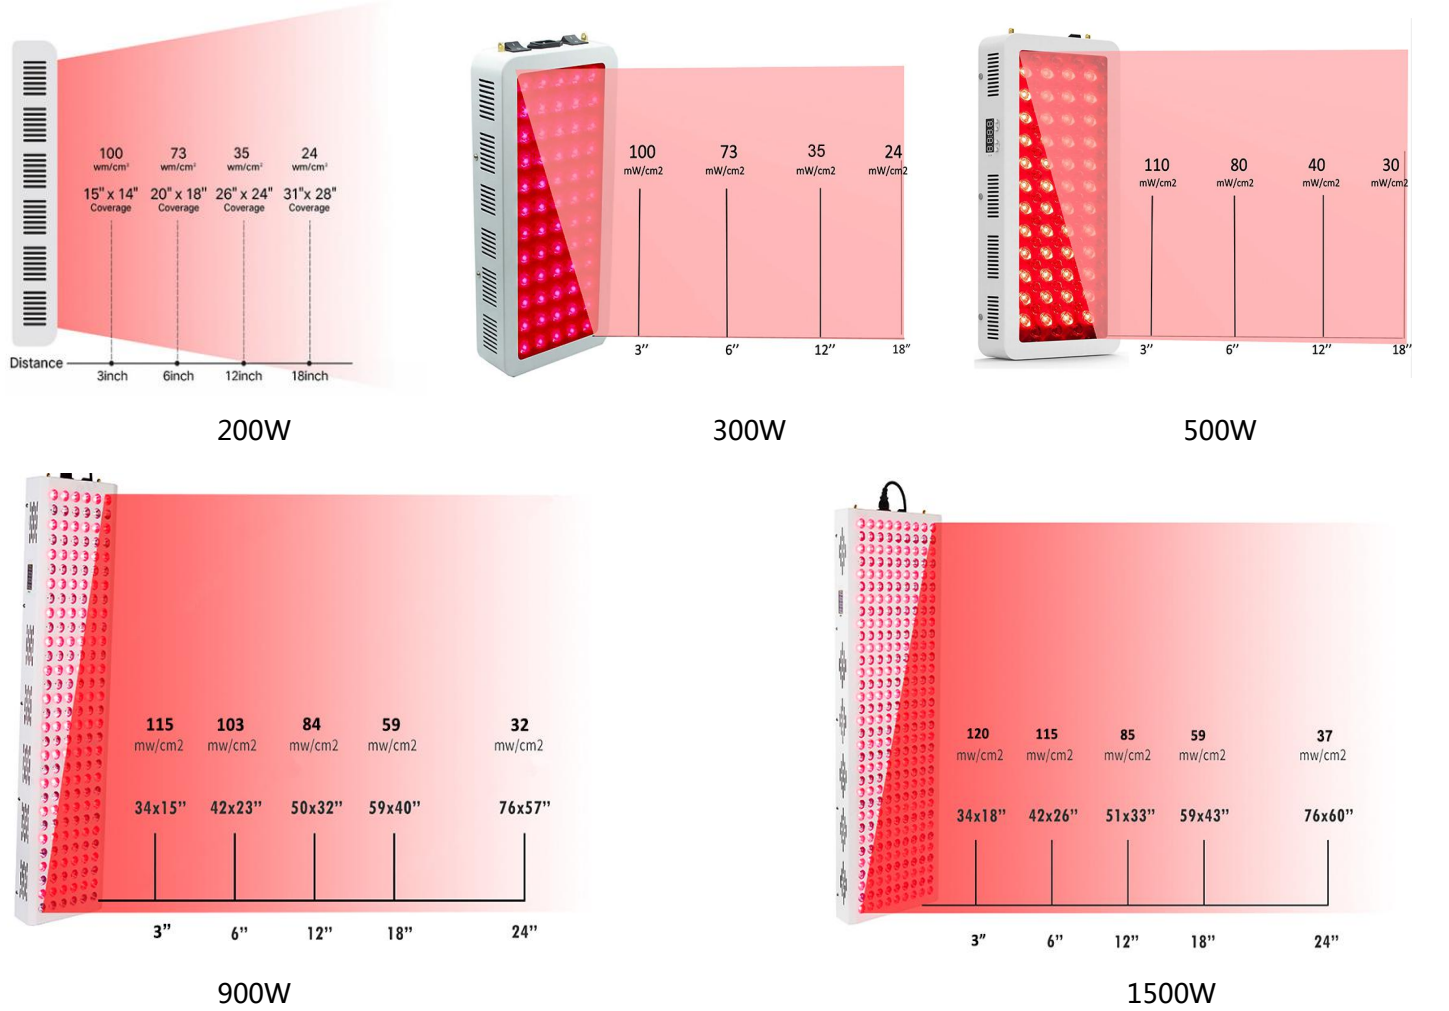 100 73 35 24
wm/cm² wm/cm² wm/cm² wm/cm²
15" x 14" 20" x 18" 26" x 24" 31"x 28"
Coverage Coverage Coverage Coverage
Distance
3inch 6inch 12inch 18inch
200W
100 73 35 24
mW/cm2 mW/cm2 mW/cm2 mW/cm2
3’’ 6’’ 12’’ 18’’
300W
110 80 40 30
mW/cm2 mW/cm2 mW/cm2 mW/cm2
3’’ 6’’ 12’’ 18’’
500W
115 103 84 59 32
mw/cm2 mw/cm2 mw/cm2 mw/cm2 mw/cm2
34x15’’ 42x23’’ 50x32’’ 59x40’’ 76x57’’
3’’ 6’’ 12’’ 18’’ 24’’
900W
120 115 85 59 37
mw/cm2 mw/cm2 mw/cm2 mw/cm2 mw/cm2
34x18’’ 42x26’’ 51x33’’ 59x43’’ 76x60’’
3’’ 6’’ 12’’ 18’’ 24’’
1500W